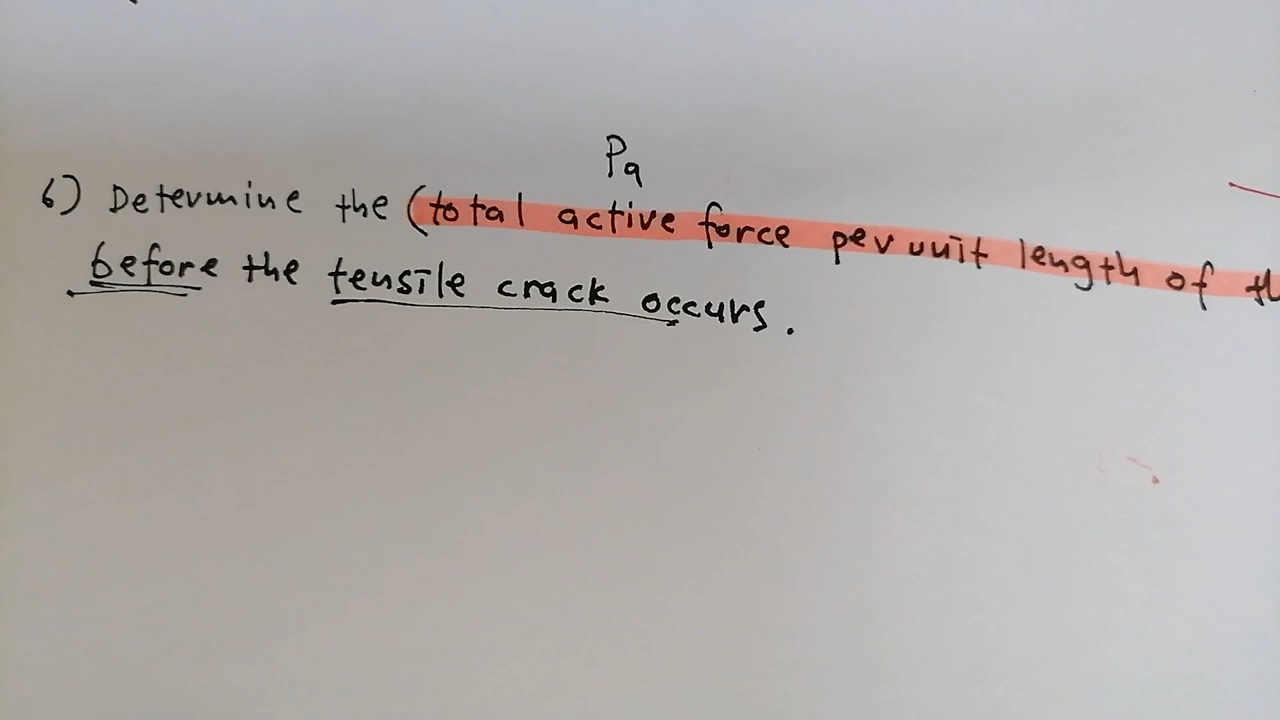 Pa
6) Determine the (total active force per unit length of
before the tensile crack occurs.